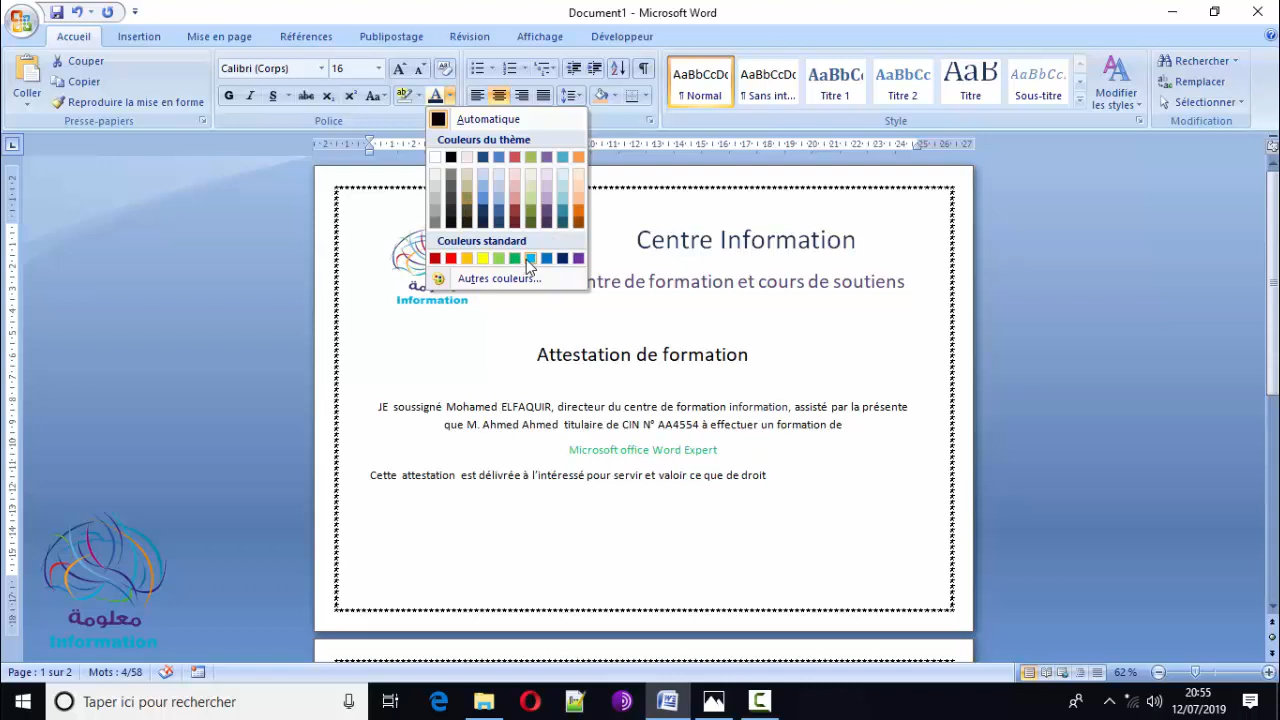 Document1 - Microsoft Word
Accueil Insertion Mise en page Références Publipostage Révision Affichage Développeur
Coller
Couper
Copier
Reproduire la mise en forme
Presse-papiers
Calibri (Corps) 16
G I S abc x₂ x² Aa
Police
AaBbCcDc AaBbCcDc AaBbCc AaBbCc AaB AaBbCc
¶ Normal ¶ Sans int... Titre 1 Titre 2 Titre Sous-titre
Modifier les styles
Style
Rechercher
Remplacer
Sélectionner
Modification
Automatique
Couleurs du thème
Couleurs standard
Autres couleurs...
Information
Centre Information
ntre de formation et cours de soutiens
Attestation de formation
JE soussigné Mohamed ELFAQUIR, directeur du centre de formation information, assisté par la présente
que M. Ahmed Ahmed titulaire de CIN N° AA4554 à effectuer un formation de
Microsoft office Word Expert
Cette attestation est délivrée à l’intéressé pour servir et valoir ce que de droit
معلومة
Information
Page : 1 sur 2 Mots : 4/58 62 %
Taper ici pour rechercher
20:55
12/07/2019